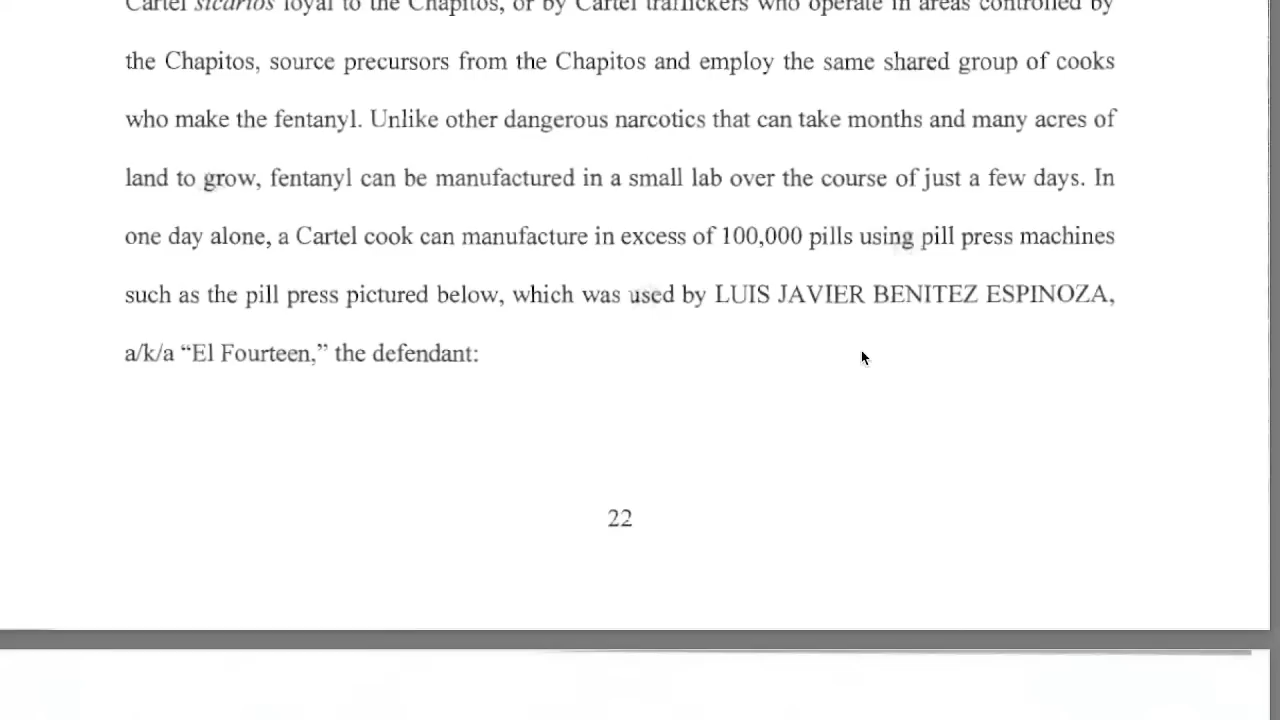 Cartel sicarios loyal to the Chapitos, or by Cartel traffickers who operate in areas controlled by
the Chapitos, source precursors from the Chapitos and employ the same shared group of cooks
who make the fentanyl. Unlike other dangerous narcotics that can take months and many acres of
land to grow, fentanyl can be manufactured in a small lab over the course of just a few days. In
one day alone, a Cartel cook can manufacture in excess of 100,000 pills using pill press machines
such as the pill press pictured below, which was used by LUIS JAVIER BENITEZ ESPINOZA,
a/k/a “El Fourteen,” the defendant:
22